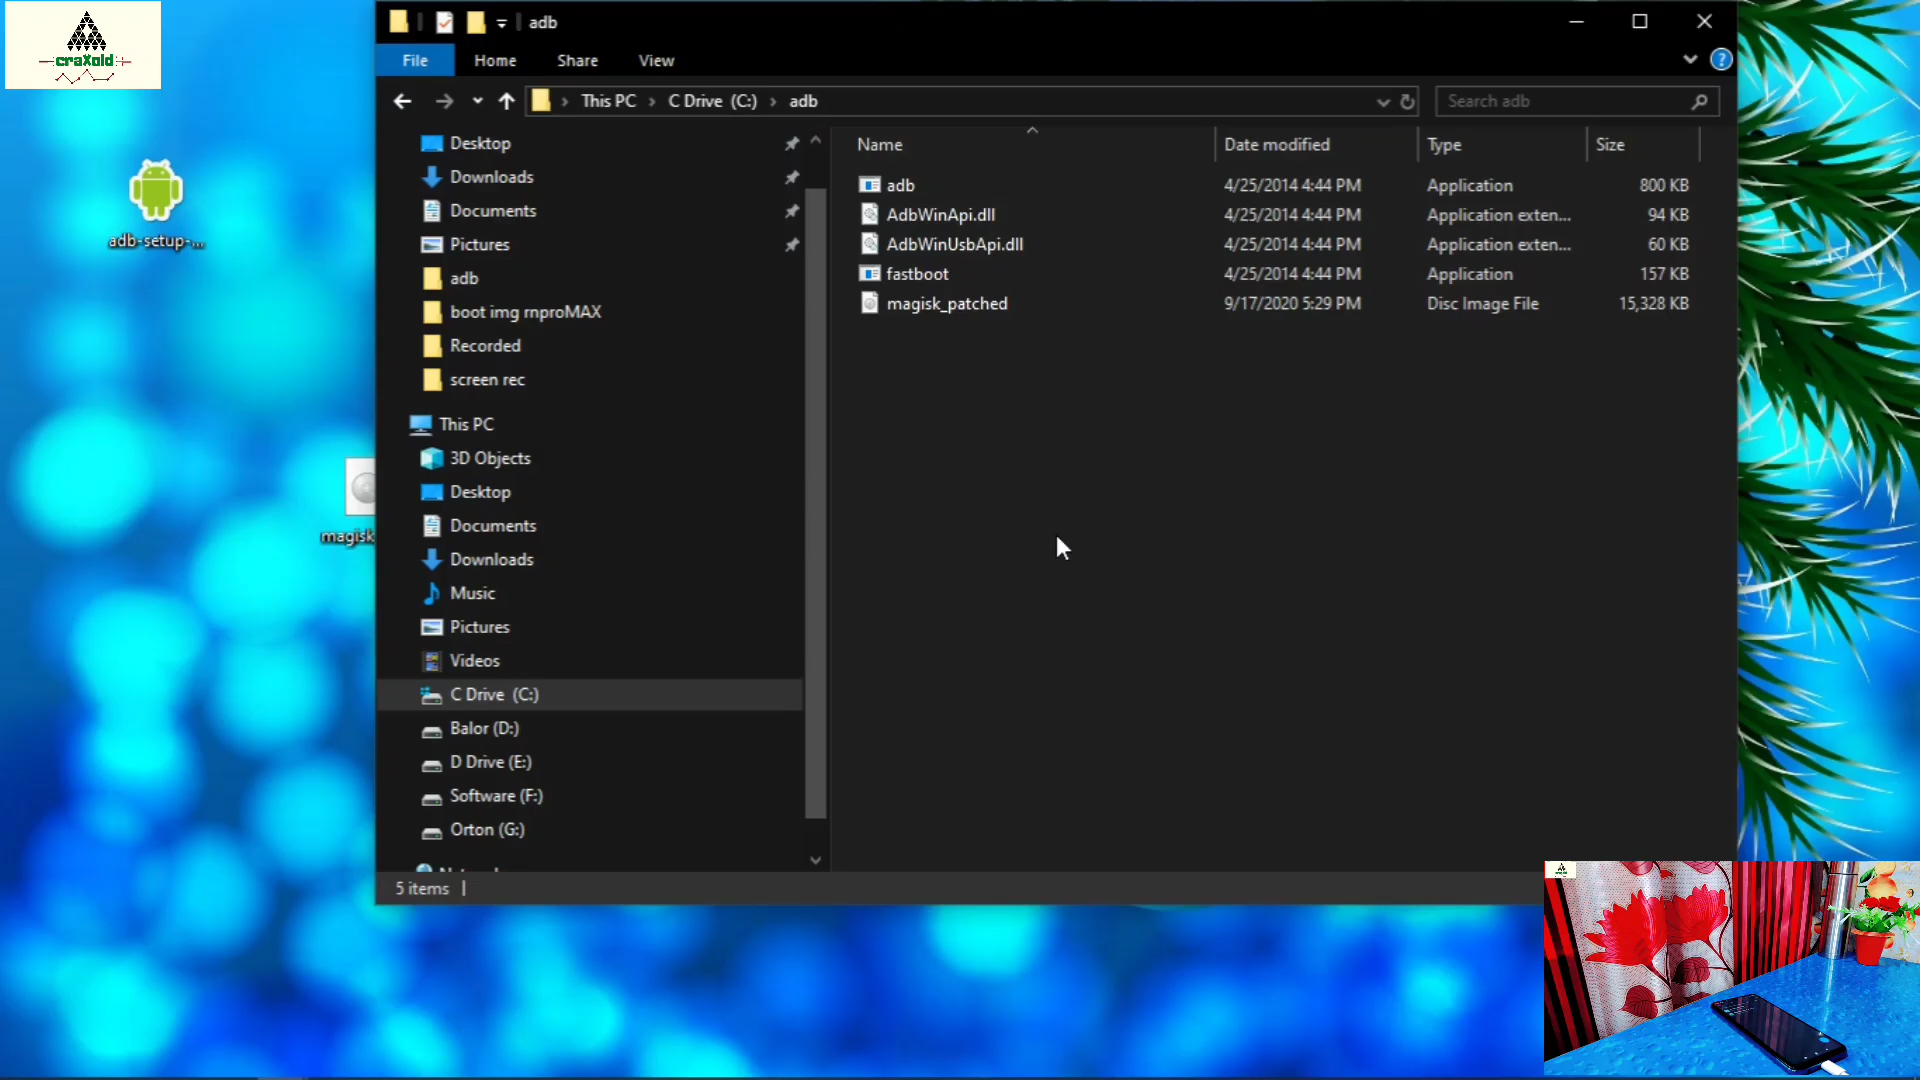 craXoid
adb
File Home Share View
This PC > C Drive (C:) > adb
Search adb
adb-setup-...
magisk
Desktop
Downloads
Documents
Pictures
adb
boot img rnproMAX
Recorded
screen rec
This PC
3D Objects
Desktop
Documents
Downloads
Music
Pictures
Videos
C Drive (C:)
Balor (D:)
D Drive (E:)
Software (F:)
Orton (G:)
Name Date modified Type Size
adb 4/25/2014 4:44 PM Application 800 KB
AdbWinApi.dll 4/25/2014 4:44 PM Application exten... 94 KB
AdbWinUsbApi.dll 4/25/2014 4:44 PM Application exten... 60 KB
fastboot 4/25/2014 4:44 PM Application 157 KB
magisk_patched 9/17/2020 5:29 PM Disc Image File 15,328 KB
5 items